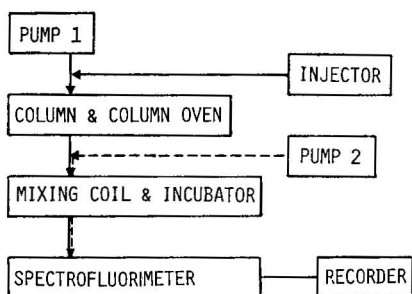 PUMP 1
INJECTOR
COLUMN & COLUMN OVEN
PUMP 2
MIXING COIL & INCUBATOR
SPECTROFLUORIMETER
RECORDER